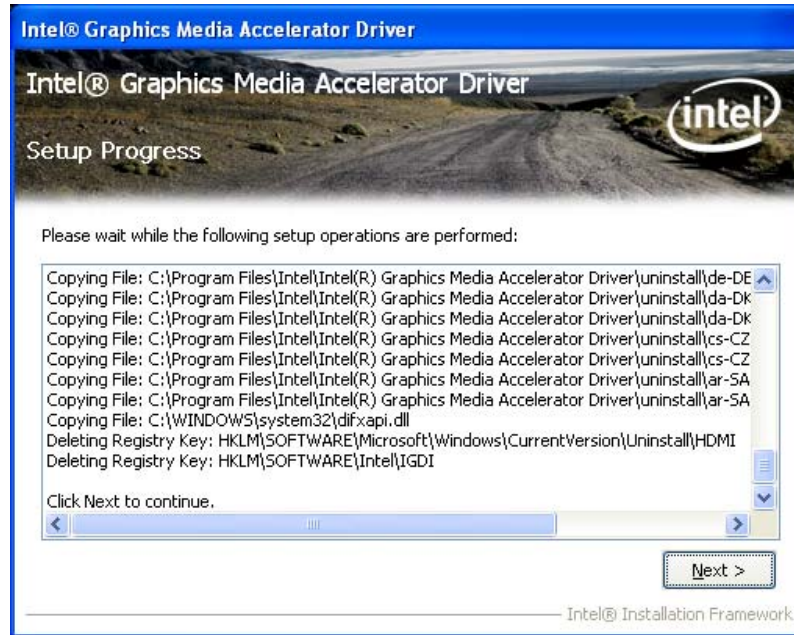 Intel® Graphics Media Accelerator Driver
Intel® Graphics Media Accelerator Driver
intel
Setup Progress
Please wait while the following setup operations are performed:
Copying File: C:\Program Files\Intel\Intel(R) Graphics Media Accelerator Driver\uninstall\de-DE
Copying File: C:\Program Files\Intel\Intel(R) Graphics Media Accelerator Driver\uninstall\da-DK
Copying File: C:\Program Files\Intel\Intel(R) Graphics Media Accelerator Driver\uninstall\da-DK
Copying File: C:\Program Files\Intel\Intel(R) Graphics Media Accelerator Driver\uninstall\cs-CZ
Copying File: C:\Program Files\Intel\Intel(R) Graphics Media Accelerator Driver\uninstall\cs-CZ
Copying File: C:\Program Files\Intel\Intel(R) Graphics Media Accelerator Driver\uninstall\ar-SA
Copying File: C:\Program Files\Intel\Intel(R) Graphics Media Accelerator Driver\uninstall\ar-SA
Copying File: C:\WINDOWS\system32\difxapi.dll
Deleting Registry Key: HKLM\SOFTWARE\Microsoft\Windows\CurrentVersion\Uninstall\HDMI
Deleting Registry Key: HKLM\SOFTWARE\Intel\IGDI
Click Next to continue.
Next >
Intel® Installation Framework